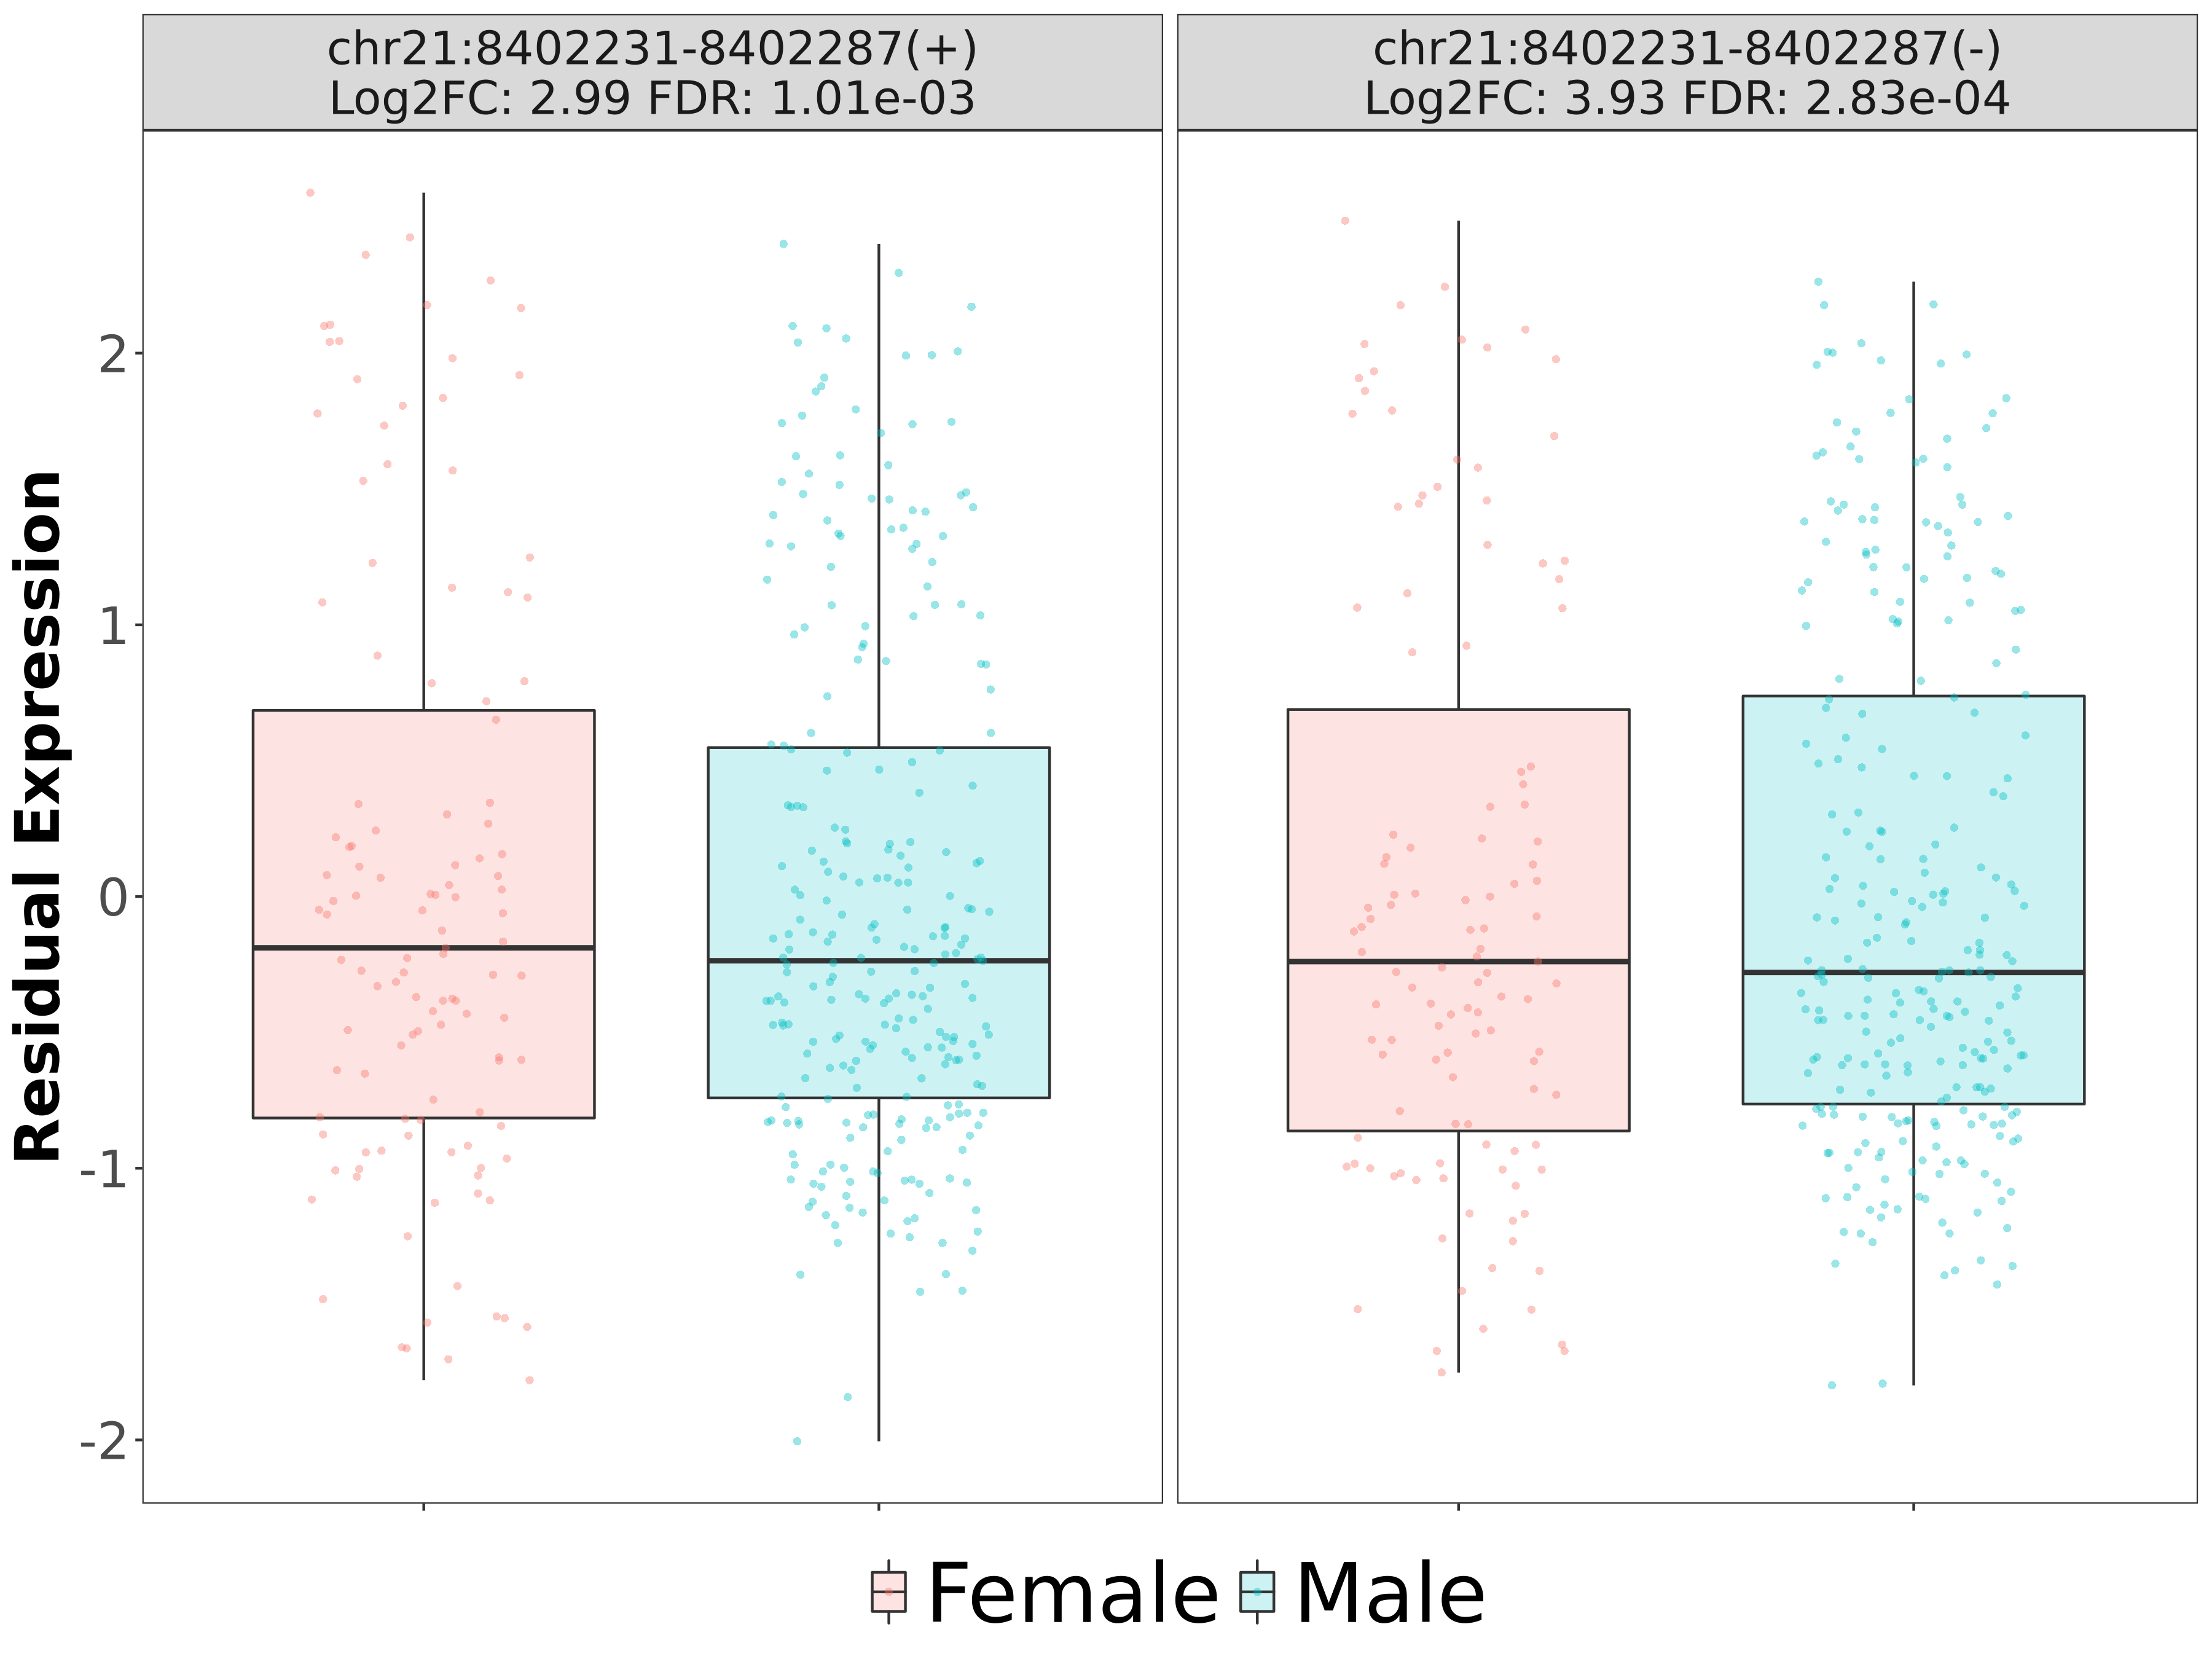 chr21:8402231-8402287(+)
Log2FC: 2.99 FDR: 1.01e-03
chr21:8402231-8402287(-)
Log2FC: 3.93 FDR: 2.83e-04
Residual Expression
2
1
0
-1
-2
Female
Male